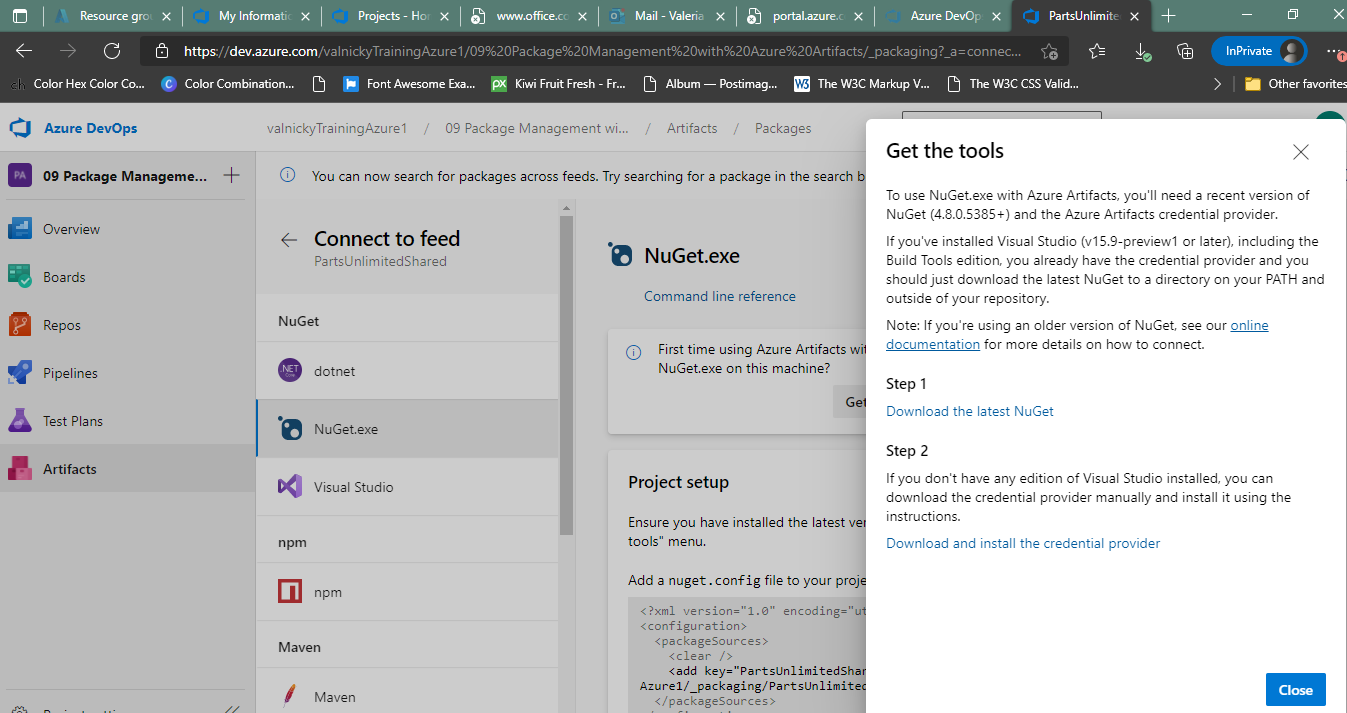 Resource gro
My Informatic
Projects - Ho
www.office.co
Mail - Valeria
portal.azure.c
Azure DevOp
PartsUnlimite
https://dev.azure.com/valnickyTrainingAzure1/09%20Package%20Management%20with%20Azure%20Artifacts/_packaging?_a=connec...
InPrivate
Color Hex Color Co...
Color Combination...
Font Awesome Exa...
px
Kiwi Fruit Fresh - Fr...
Album — Postimag...
W3
The W3C Markup V...
The W3C CSS Valid...
Other favorites
Azure DevOps
valnickyTrainingAzure1 / 09 Package Management wi... / Artifacts / Packages
PA
09 Package Manageme...
Overview
Boards
Repos
Pipelines
Test Plans
Artifacts
You can now search for packages across feeds. Try searching for a package in the search b
Connect to feed
PartsUnlimitedShared
NuGet
dotnet
NuGet.exe
Visual Studio
npm
npm
Maven
Maven
NuGet.exe
Command line reference
First time using Azure Artifacts wit
NuGet.exe on this machine?
Get
Project setup
Ensure you have installed the latest ver
tools" menu.
Add a nuget.config file to your proje
<?xml version="1.0" encoding="ut
<configuration>
<packageSources>
<clear />
<add key="PartsUnlimitedShar
Azure1/_packaging/PartsUnlimited
</packageSources>
Get the tools
To use NuGet.exe with Azure Artifacts, you'll need a recent version of
NuGet (4.8.0.5385+) and the Azure Artifacts credential provider.
If you've installed Visual Studio (v15.9-preview1 or later), including the
Build Tools edition, you already have the credential provider and you
should just download the latest NuGet to a directory on your PATH and
outside of your repository.
Note: If you're using an older version of NuGet, see our online
documentation for more details on how to connect.
Step 1
Download the latest NuGet
Step 2
If you don't have any edition of Visual Studio installed, you can
download the credential provider manually and install it using the
instructions.
Download and install the credential provider
Close